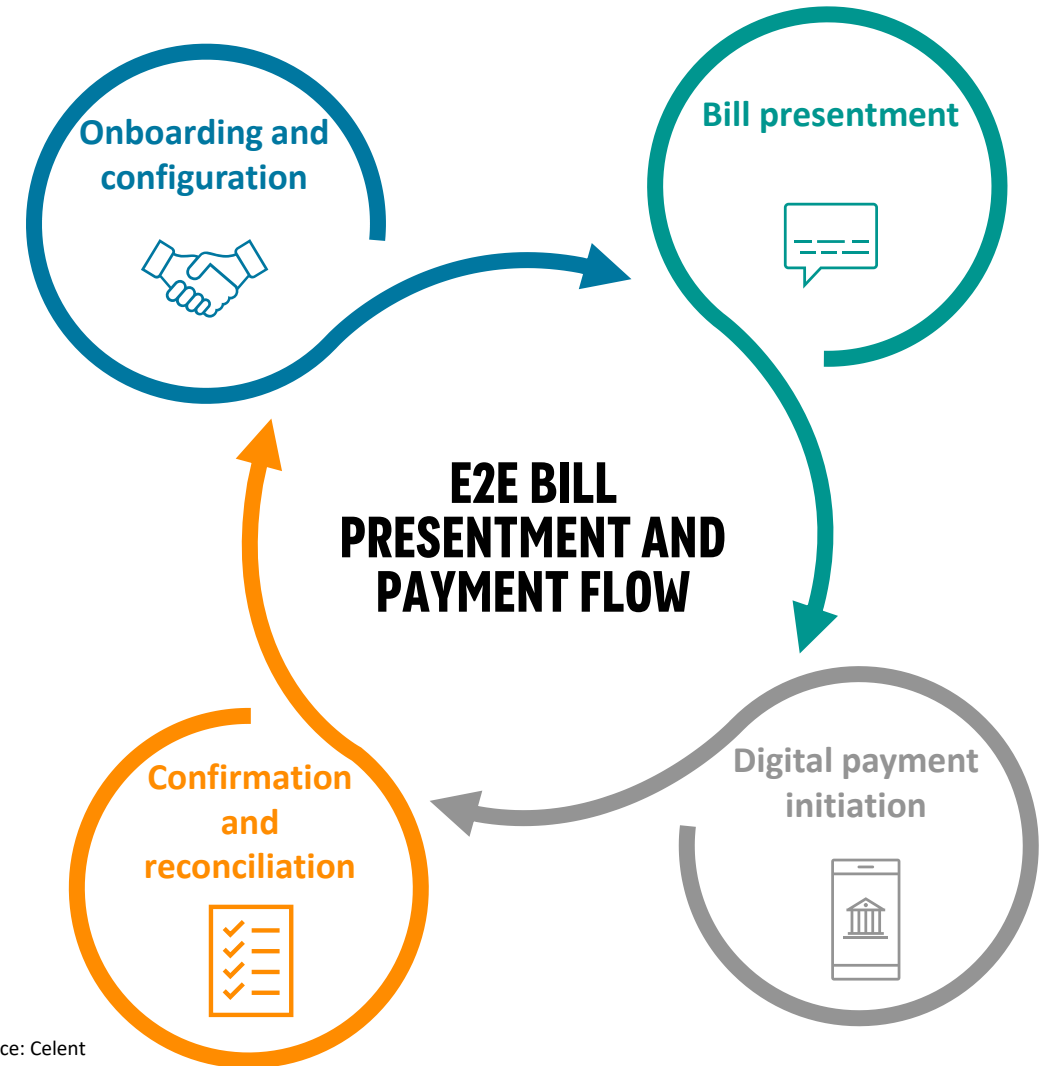 Onboarding and
configuration
Bill presentment
E2E BILL
PRESENTMENT AND
PAYMENT FLOW
Digital payment
initiation
Confirmation
and
reconciliation
ce: Celent